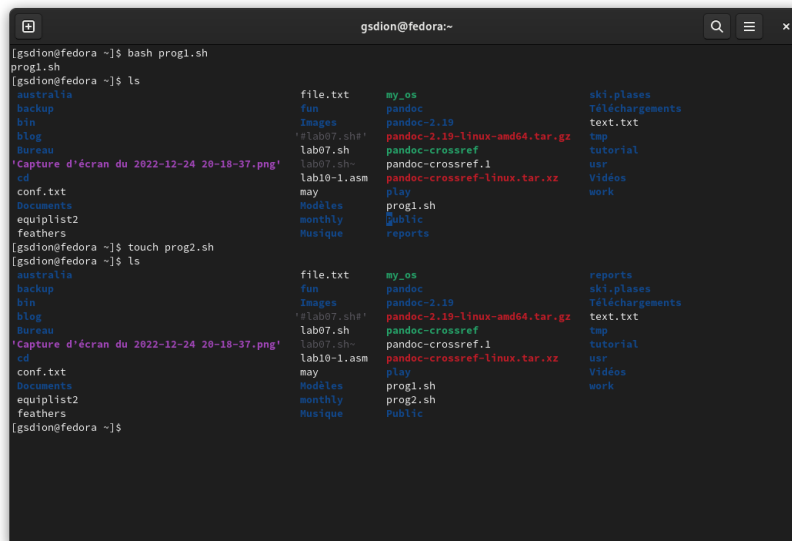 gsdion@fedora:~
[gsdion@fedora ~]$ bash prog1.sh
prog1.sh
[gsdion@fedora ~]$ ls
australia file.txt my_os ski.plases
backup fun pandoc Téléchargements
bin Images pandoc-2.19 text.txt
blog '#lab07.sh#' pandoc-2.19-linux-amd64.tar.gz tmp
Bureau lab07.sh pandoc-crossref tutorial
'Capture d'écran du 2022-12-24 20-18-37.png' lab07.sh~ pandoc-crossref.1 usr
cd lab10-1.asm pandoc-crossref-linux.tar.xz Vidéos
conf.txt may play work
Documents Modèles prog1.sh
equiplist2 monthly Public
feathers Musique reports
[gsdion@fedora ~]$ touch prog2.sh
[gsdion@fedora ~]$ ls
australia file.txt my_os reports
backup fun pandoc ski.plases
bin Images pandoc-2.19 Téléchargements
blog '#lab07.sh#' pandoc-2.19-linux-amd64.tar.gz text.txt
Bureau lab07.sh pandoc-crossref tmp
'Capture d'écran du 2022-12-24 20-18-37.png' lab07.sh~ pandoc-crossref.1 tutorial
cd lab10-1.asm pandoc-crossref-linux.tar.xz usr
conf.txt may play Vidéos
Documents Modèles prog1.sh work
equiplist2 monthly prog2.sh
feathers Musique Public
[gsdion@fedora ~]$